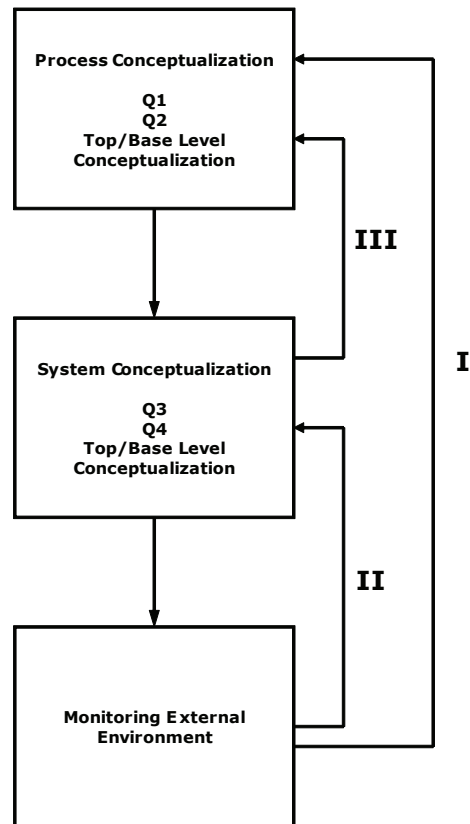 Process Conceptualization
Q1
Q2
Top/Base Level
Conceptualization
III
I
System Conceptualization
Q3
Q4
Top/Base Level
Conceptualization
II
Monitoring External
Environment